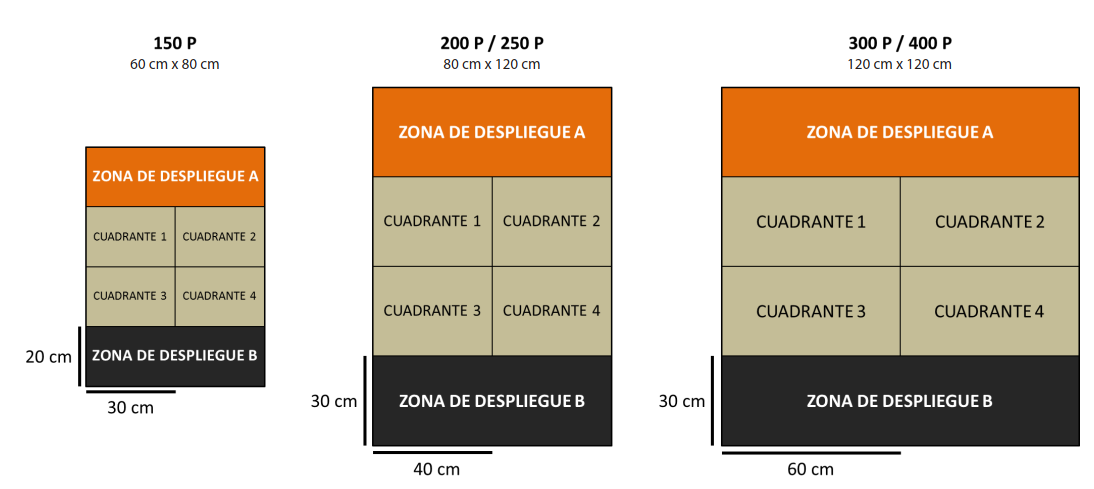 150 P
60 cm x 80 cm
ZONA DE DESPLIEGUE A
CUADRANTE 1
CUADRANTE 2
CUADRANTE 3
CUADRANTE 4
ZONA DE DESPLIEGUE B
20 cm
30 cm
200 P / 250 P
80 cm x 120 cm
ZONA DE DESPLIEGUE A
CUADRANTE 1
CUADRANTE 2
CUADRANTE 3
CUADRANTE 4
ZONA DE DESPLIEGUE B
30 cm
40 cm
300 P / 400 P
120 cm x 120 cm
ZONA DE DESPLIEGUE A
CUADRANTE 1
CUADRANTE 2
CUADRANTE 3
CUADRANTE 4
ZONA DE DESPLIEGUE B
30 cm
60 cm